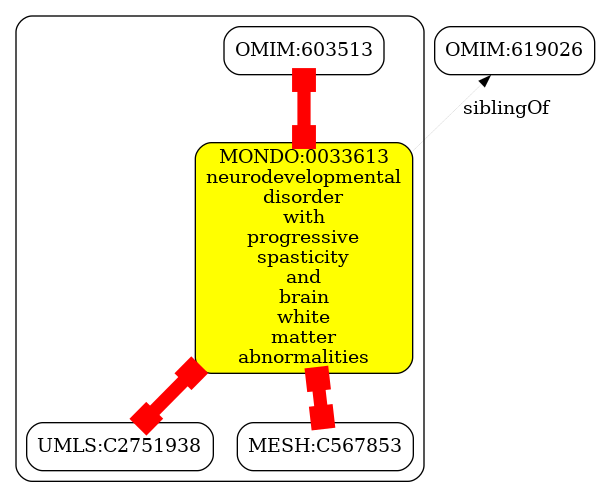 OMIM:603513
OMIM:619026
siblingOf
MONDO:0033613
neurodevelopmental
disorder
with
progressive
spasticity
and
brain
white
matter
abnormalities
UMLS:C2751938
MESH:C567853